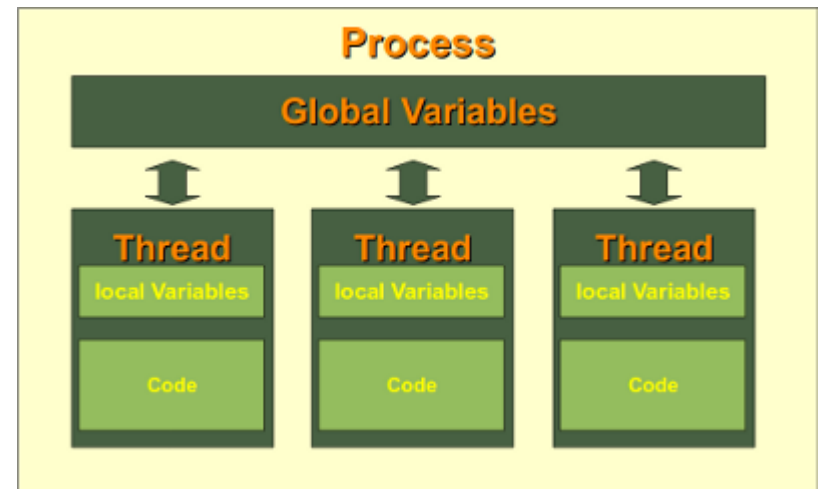 Process
Global Variables
Thread
Thread
Thread
local Variables
local Variables
local Variables
Code
Code
Code